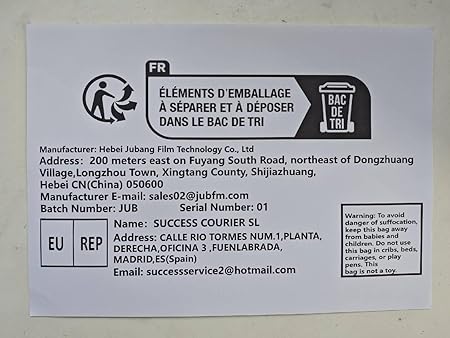 FR
ÉLÉMENTS D'EMBALLAGE
À SÉPARER ET À DÉPOSER
DANS LE BAC DE TRI
BAC
DE
TRI
Manufacturer: Hebei Jubang Film Technology Co., Ltd
Address: 200 meters east on Fuyang South Road, northeast of Dongzhuang
Village,Longzhou Town, Xingtang County, Shijiazhuang,
Hebei CN(China) 050600
Manufacturer E-mail: sales02@jubfm.com
Batch Number: JUB Serial Number: 01
EU REP
Name: SUCCESS COURIER SL
Address: CALLE RIO TORMES NUM.1,PLANTA,
DERECHA,OFICINA 3 ,FUENLABRADA,
MADRID,ES(Spain)
Email: successservice2@hotmail.com
Warning: To avoid
danger of suffocation,
keep this bag away
from babies and
children. Do not use
this bag in cribs, beds,
carriages, or play
pens. This
bag is not a toy.